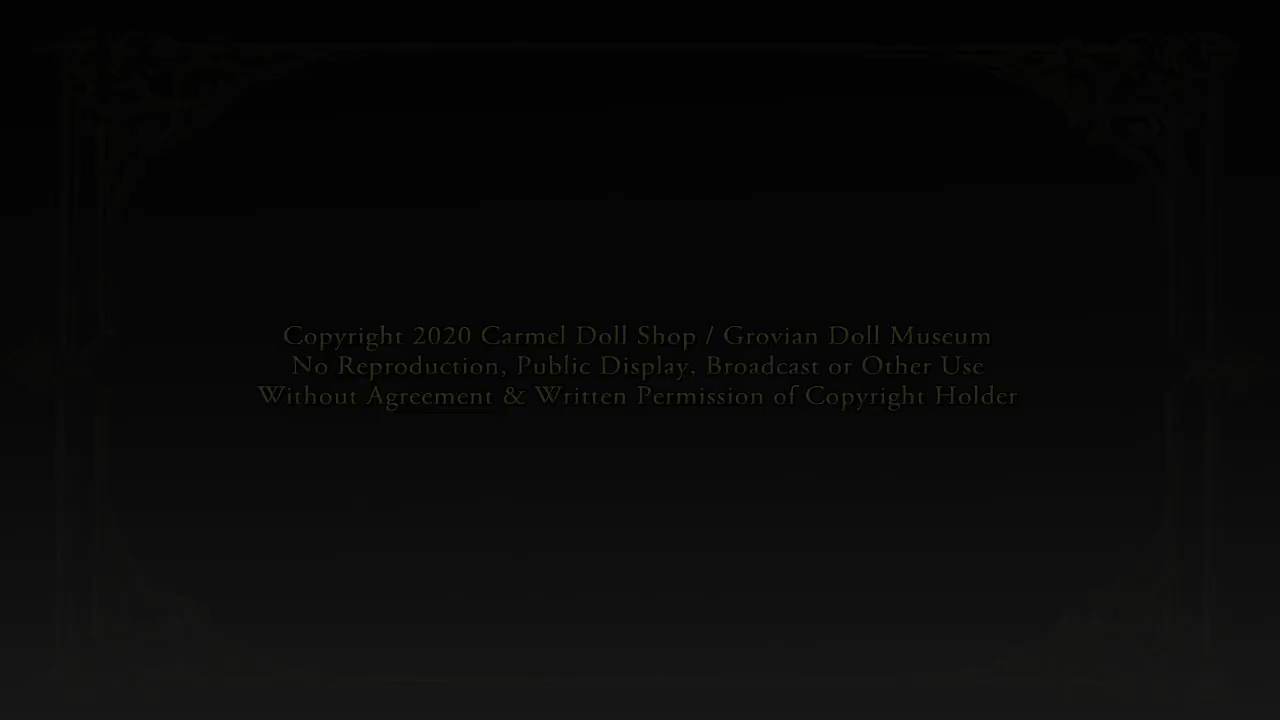 Copyright 2020 Carmel Doll Shop / Grovian Doll Museum
No Reproduction, Public Display, Broadcast or Other Use
Without Agreement & Written Permission of Copyright Holder